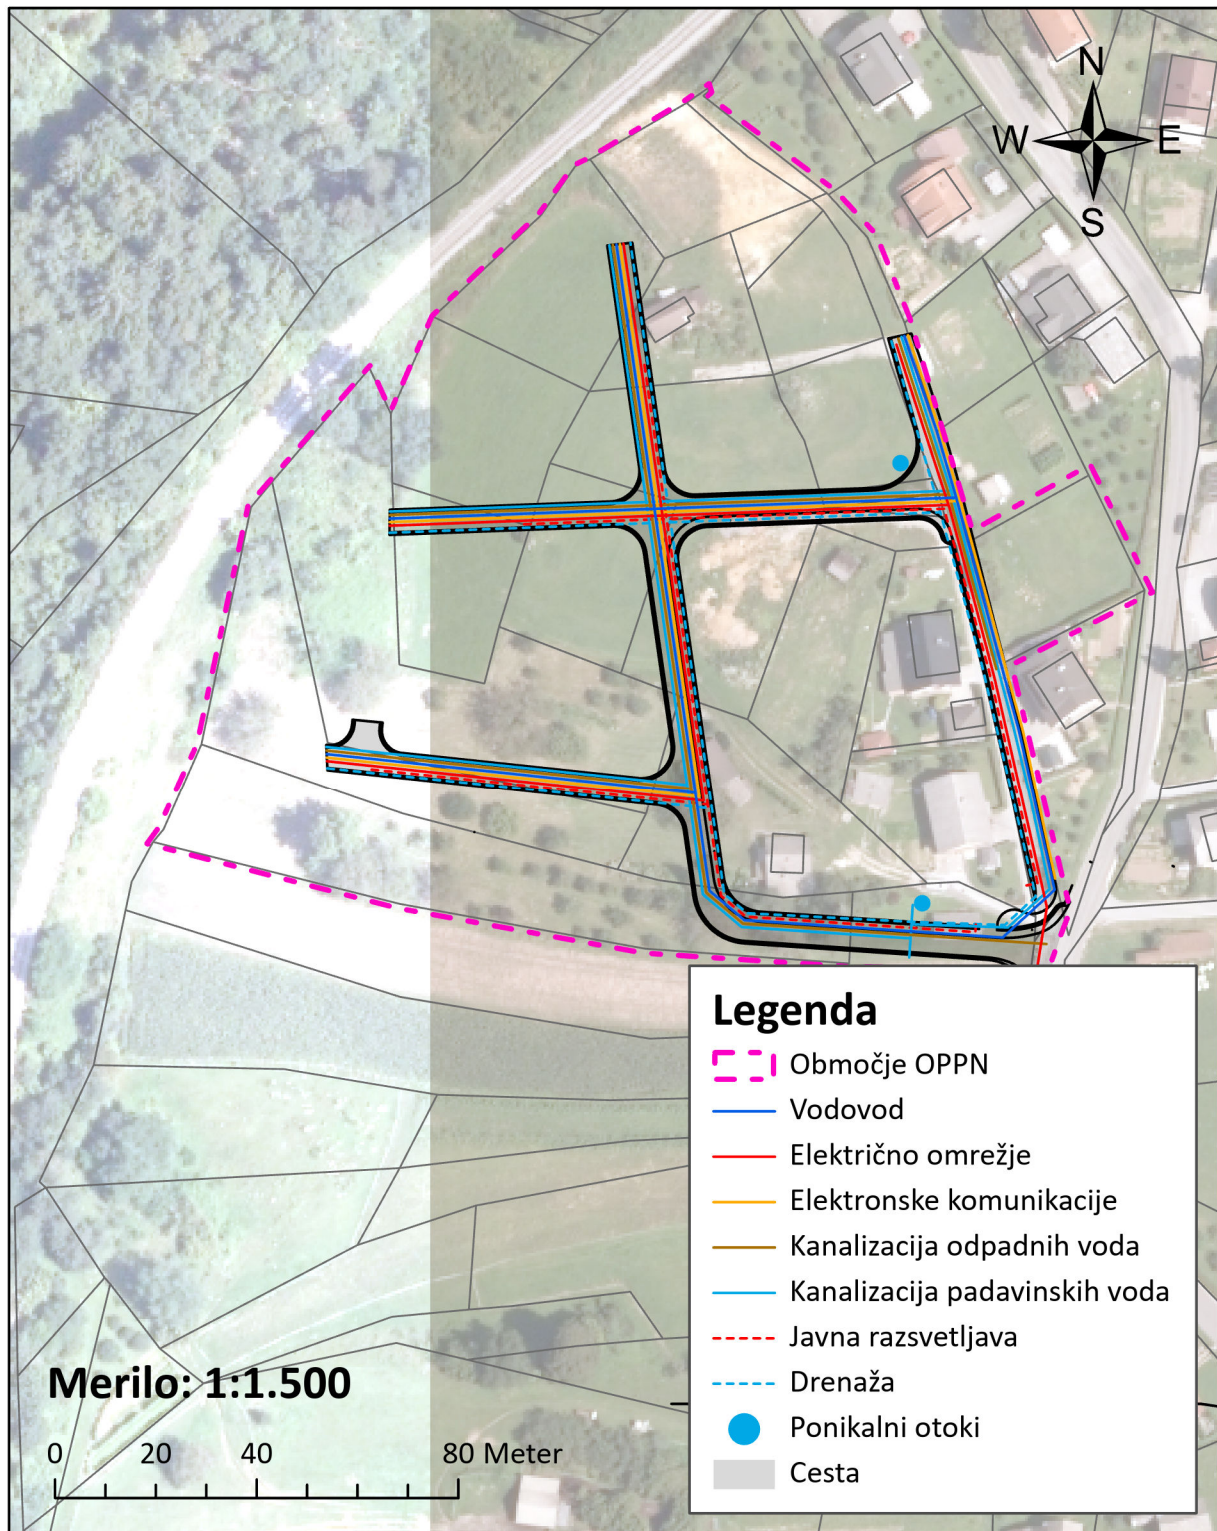 N
W E
S
Legenda
Območje OPPN
Vodovod
Električno omrežje
Elektronske komunikacije
Kanalizacija odpadnih voda
Kanalizacija padavinskih voda
Javna razsvetljava
Drenaža
Ponikalni otoki
Cesta
Merilo: 1:1.500
0 20 40 80 Meter